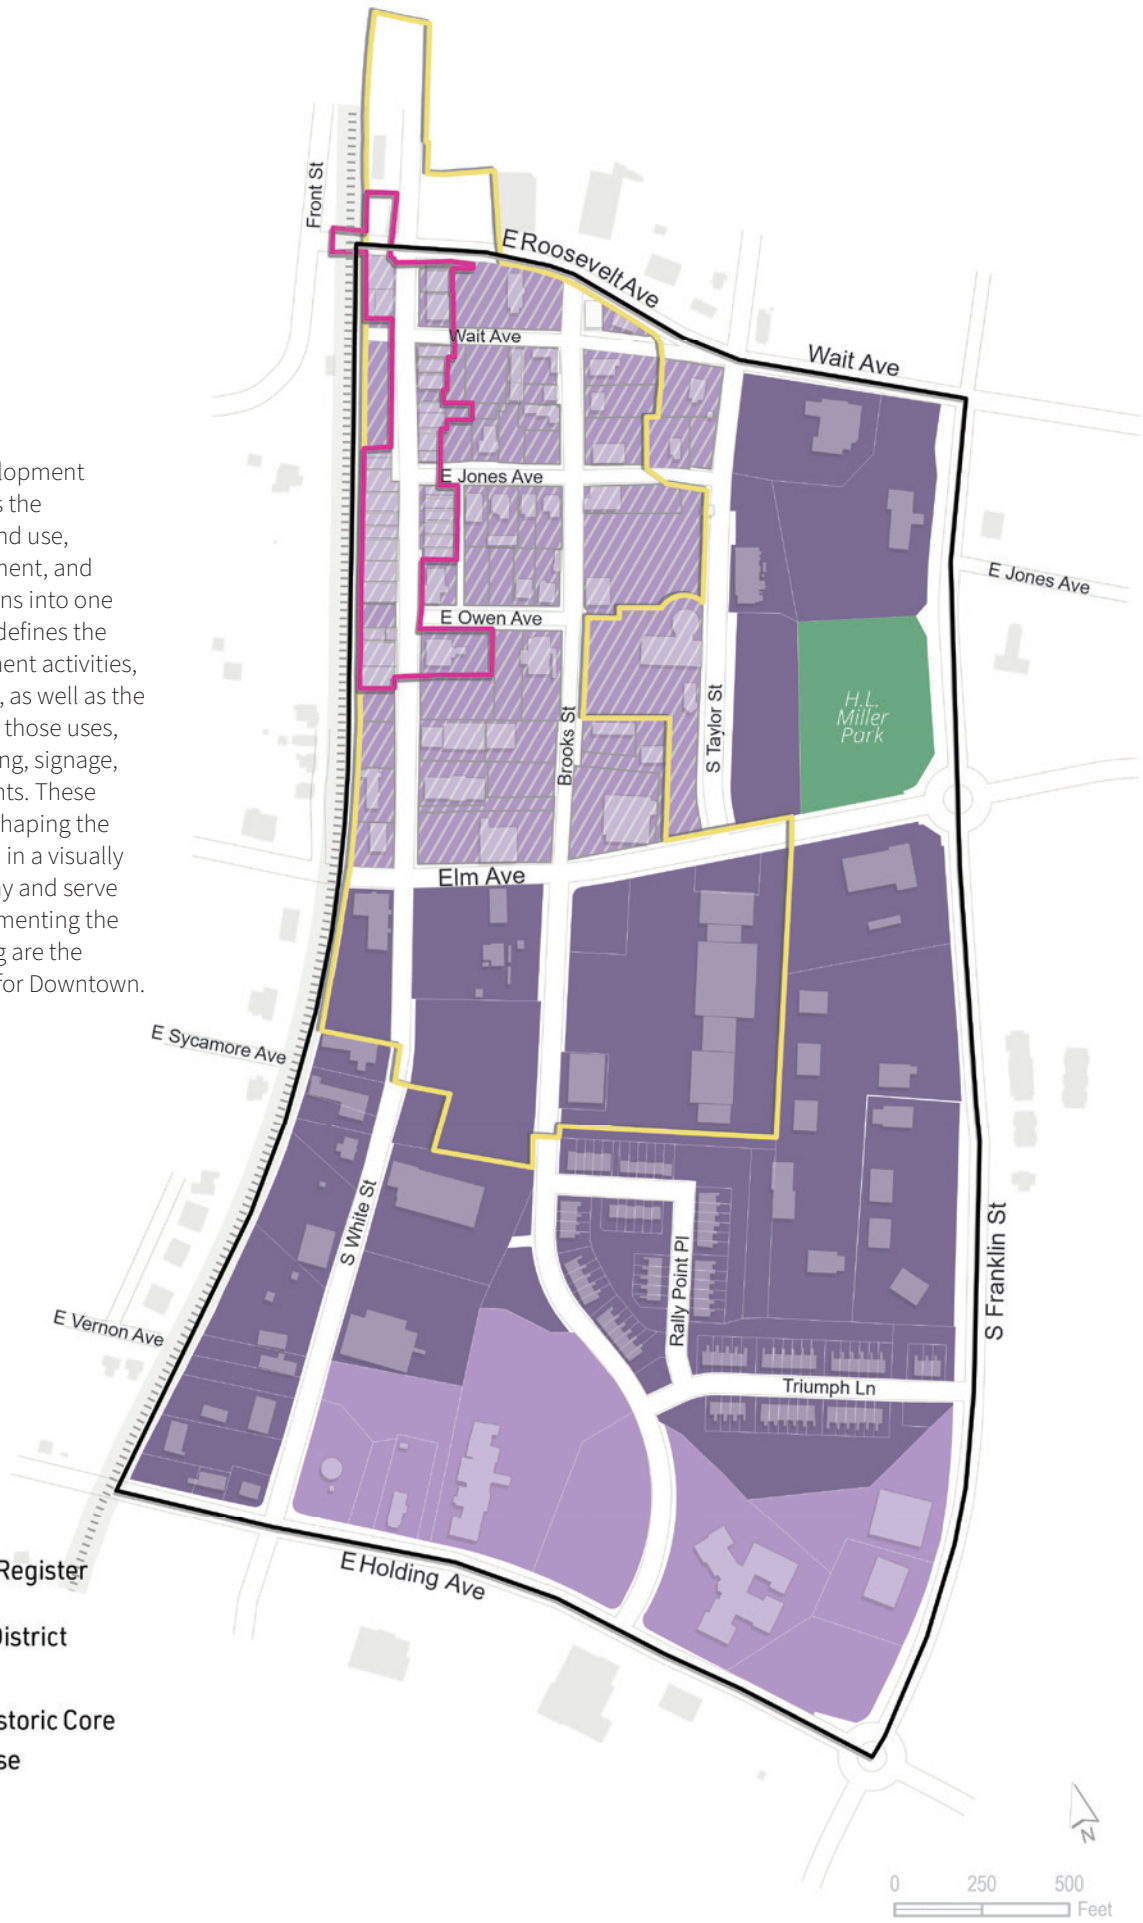 lopment
s the
nd use,
nent, and
ns into one
defines the
nent activities,
, as well as the
those uses,
ng, signage,
nts. These
haping the
in a visually
ny and serve
menting the
g are the
for Downtown.
Front St
E Roosevelt Ave
Wait Ave
Wait Ave
E Jones Ave
E Jones Ave
E Owen Ave
H.L.
Miller
Park
S Taylor St
Brooks St
Elm Ave
E Sycamore Ave
S White St
Rally Point Pl
S Franklin St
E Vernon Ave
Triumph Ln
E Holding Ave
Register
District
storic Core
se
N
0 250 500
Feet